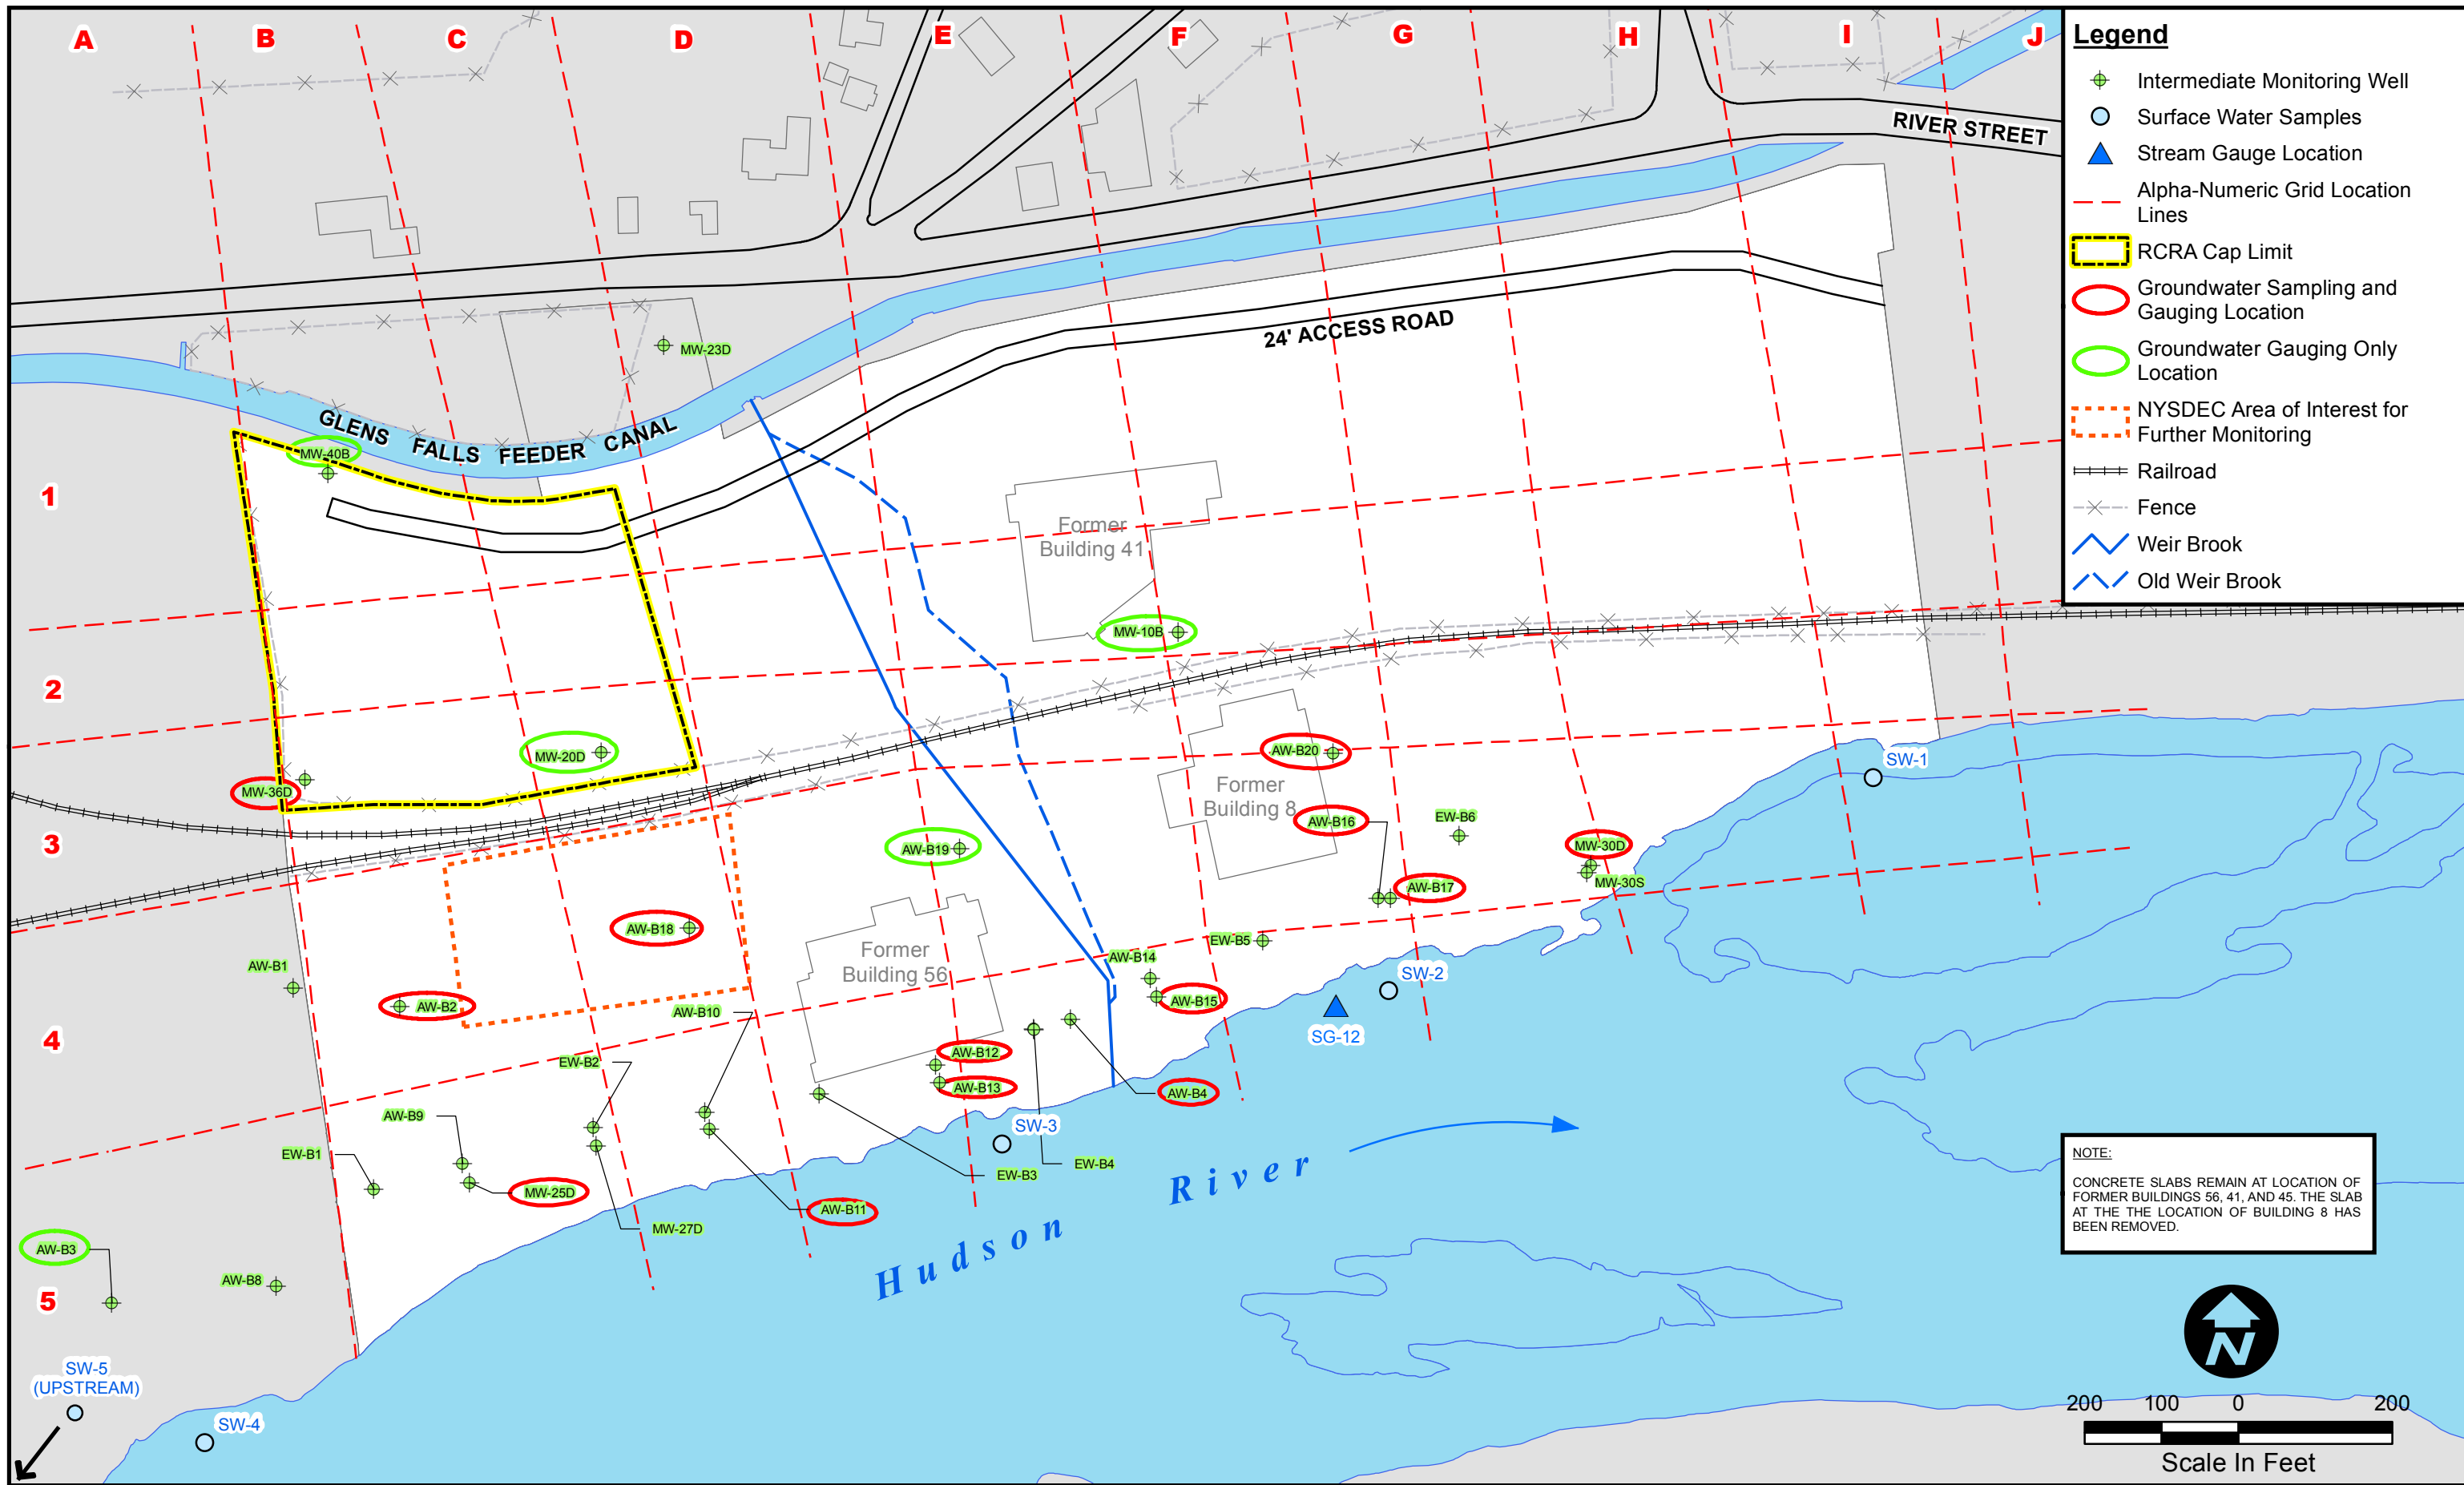 A
B
C
D
E
F
G
H
I
J
Legend
Intermediate Monitoring Well
Surface Water Samples
Stream Gauge Location
Alpha-Numeric Grid Location
Lines
RCRA Cap Limit
Groundwater Sampling and
Gauging Location
Groundwater Gauging Only
Location
NYSDEC Area of Interest for
Further Monitoring
Railroad
Fence
Weir Brook
Old Weir Brook
RIVER STREET
24' ACCESS ROAD
MW-23D
GLENS FALLS FEEDER CANAL
MW-40B
1
Former
Building 41
MW-10B
2
MW-20D
AW-B20
SW-1
MW-36D
Former
Building 8
AW-B16
EW-B6
3
AW-B19
MW-30D
MW-30S
AW-B17
AW-B18
EW-B5
Former
Building 56
AW-B14
AW-B1
SW-2
AW-B15
AW-B2
AW-B10
SG-12
4
AW-B12
EW-B2
AW-B13
AW-B4
AW-B9
SW-3
EW-B1
EW-B4
EW-B3
MW-25D
AW-B11
MW-27D
Hudson River
AW-B3
AW-B8
5
SW-5
(UPSTREAM)
SW-4
NOTE:
CONCRETE SLABS REMAIN AT LOCATION OF
FORMER BUILDINGS 56, 41, AND 45. THE SLAB
AT THE THE LOCATION OF BUILDING 8 HAS
BEEN REMOVED.
N
200 100 0 200
Scale In Feet